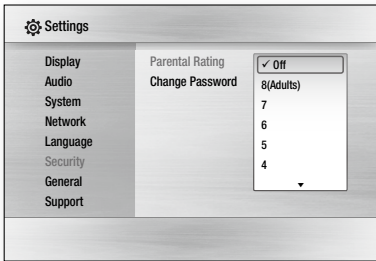 Settings
Display
Audio
System
Network
Language
Security
General
Support
Parental Rating
Change Password
✓ Off
8(Adults)
7
6
5
4